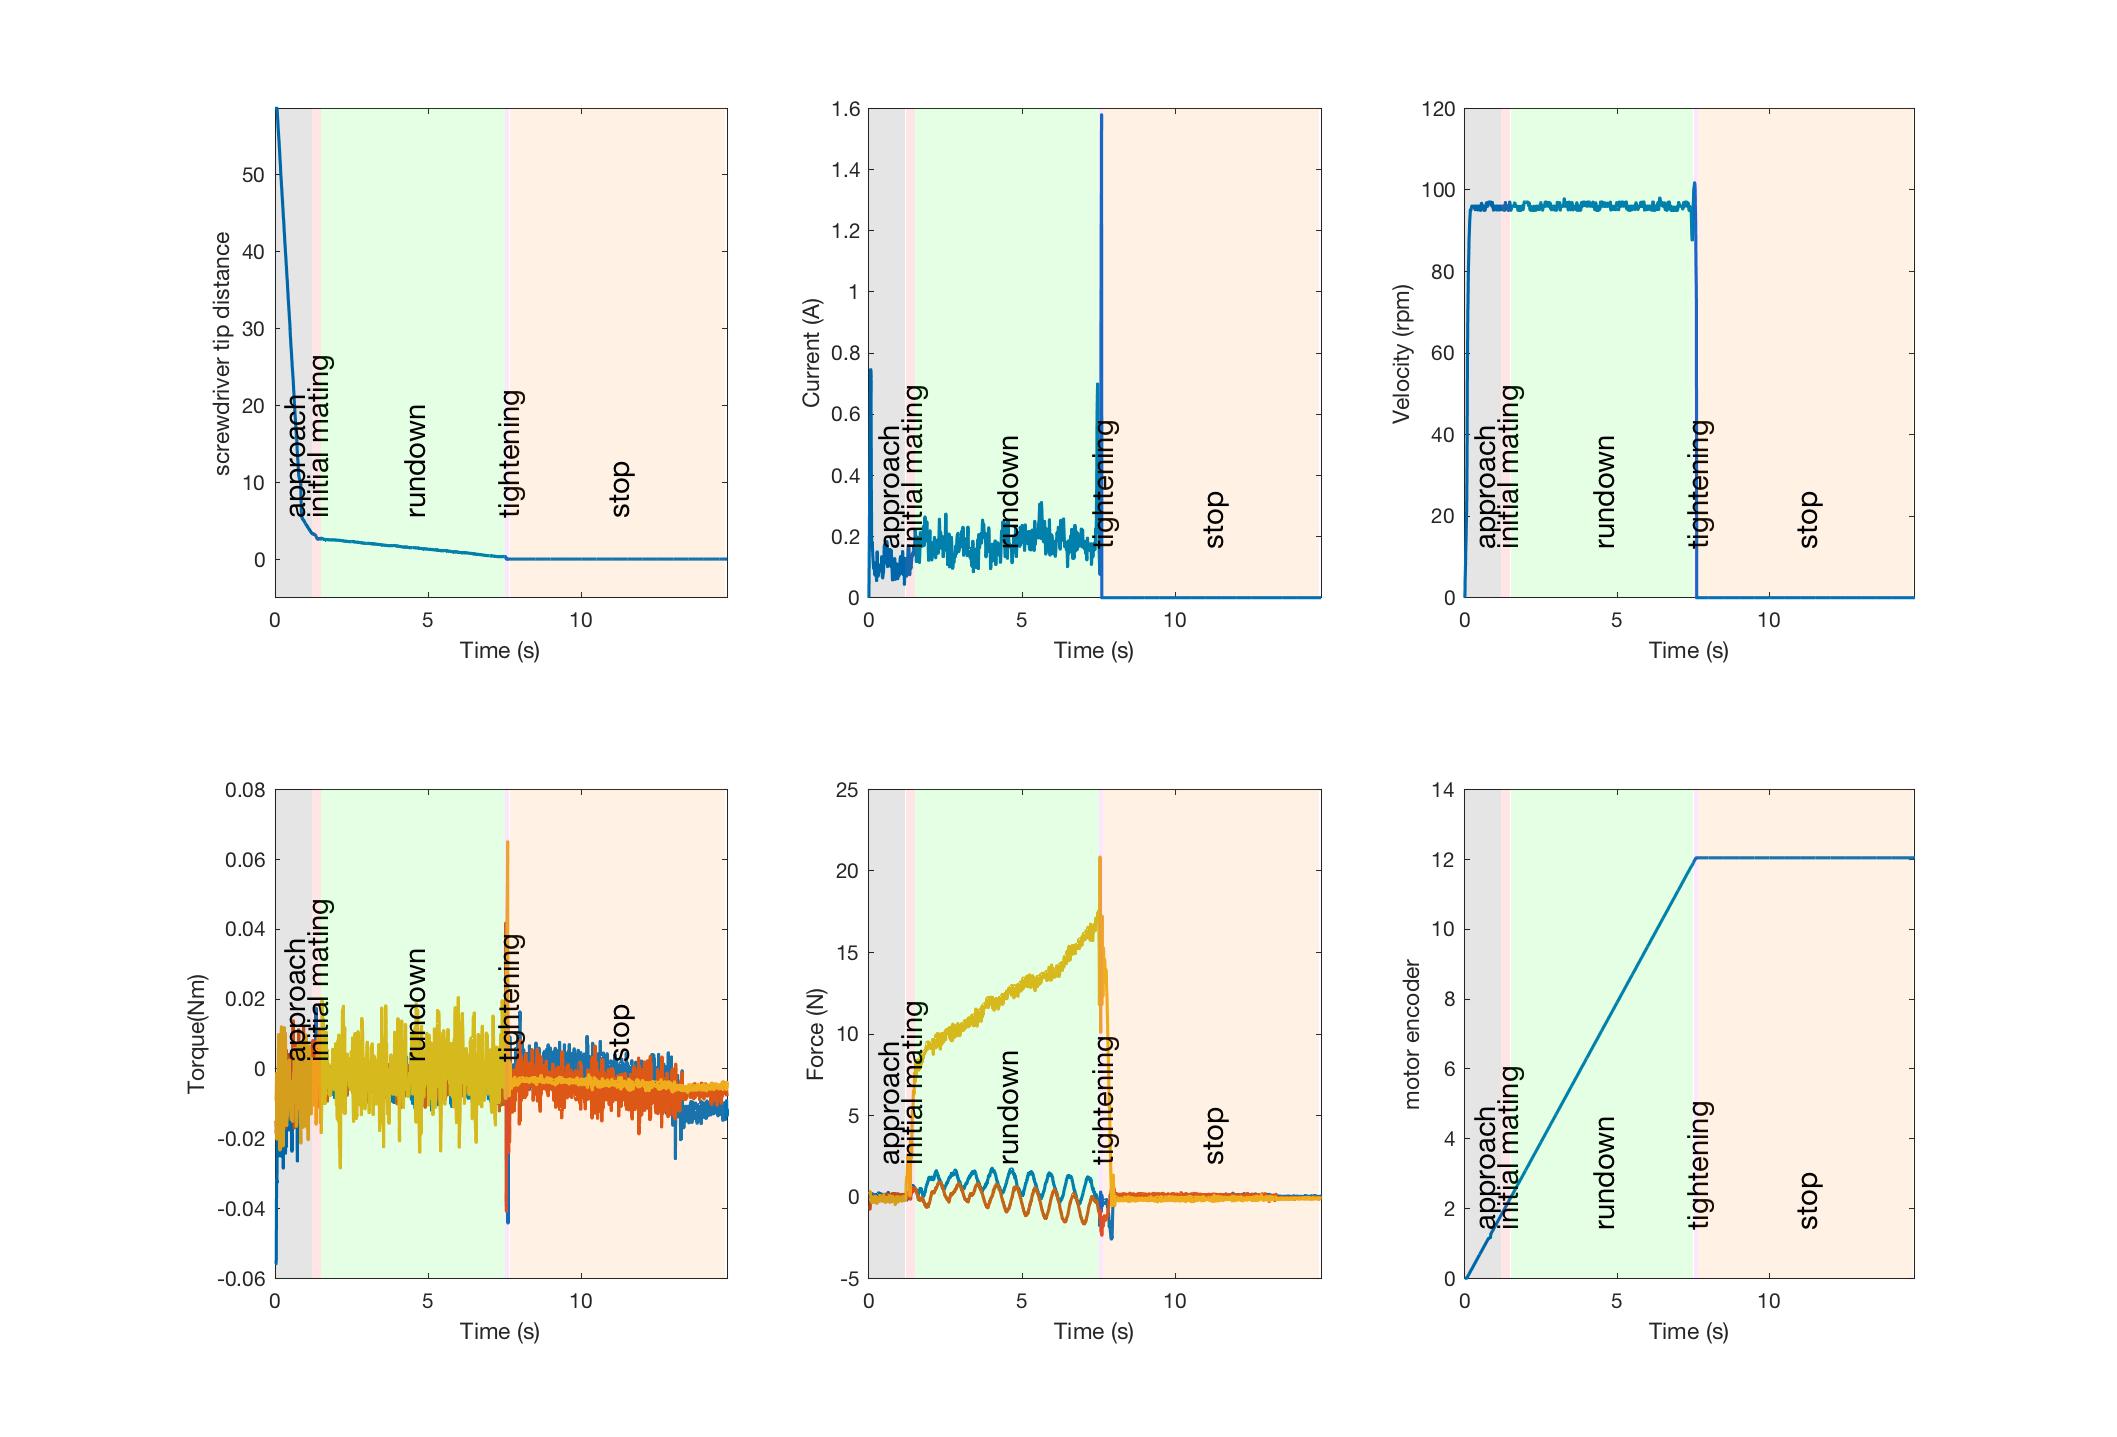 screwdriver tip distance
50
40
30
20
10
0
approach
initial mating
rundown
tightening
stop
0 5 10
Time (s)
Current (A)
1.6
1.4
1.2
1
0.8
0.6
0.4
0.2
0
approach
initial mating
rundown
tightening
stop
0 5 10
Time (s)
Velocity (rpm)
120
100
80
60
40
20
0
approach
initial mating
rundown
tightening
stop
0 5 10
Time (s)
Torque(Nm)
0.08
0.06
0.04
0.02
0
-0.02
-0.04
-0.06
approach
initial mating
rundown
tightening
stop
0 5 10
Time (s)
Force (N)
25
20
15
10
5
0
-5
approach
initial mating
rundown
tightening
stop
0 5 10
Time (s)
motor encoder
14
12
10
8
6
4
2
0
approach
initial mating
rundown
tightening
stop
0 5 10
Time (s)